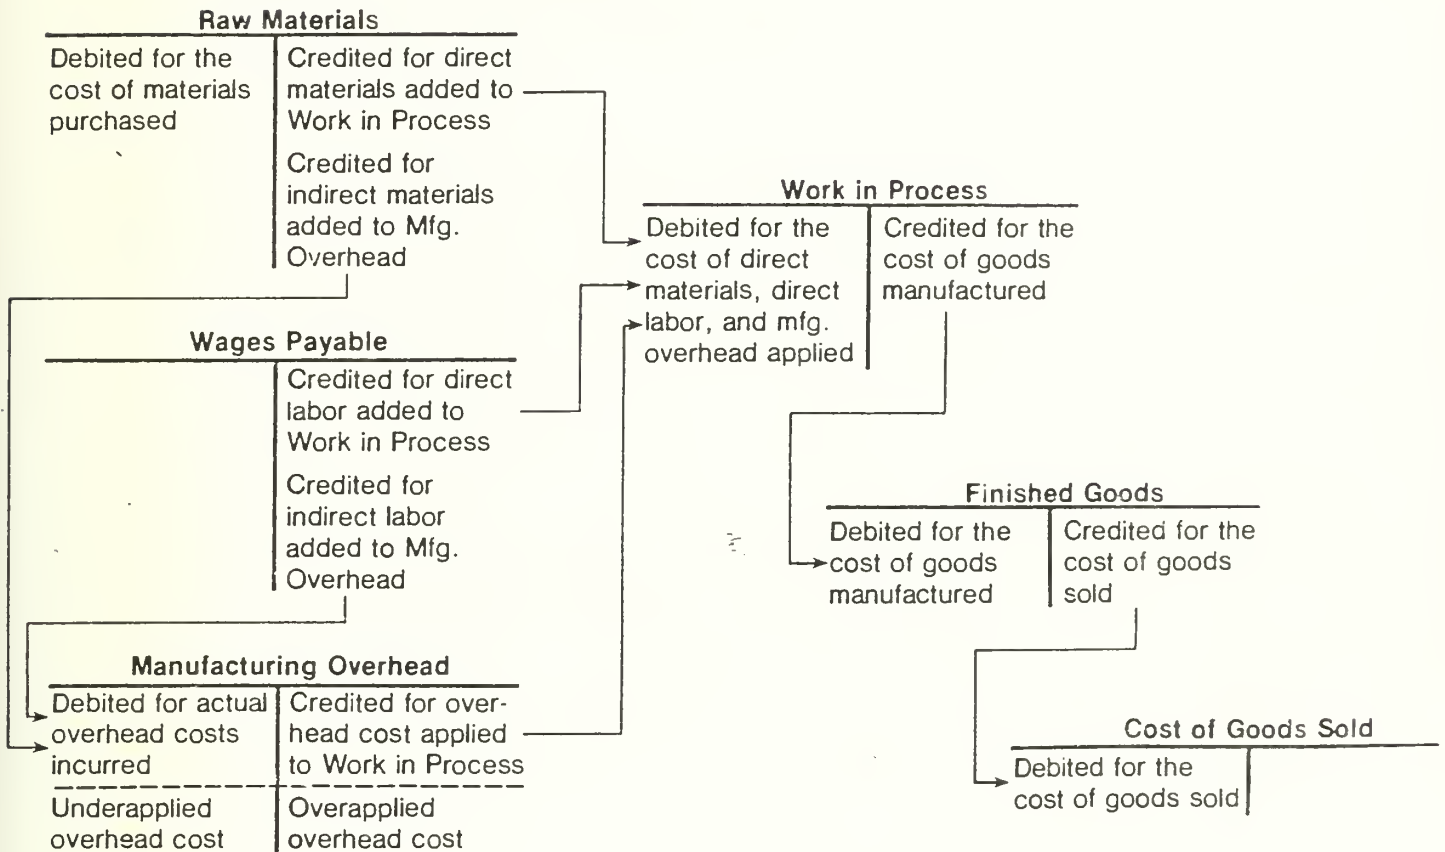 Raw Materials
Debited for the
cost of materials
purchased
Credited for direct
materials added to
Work in Process
Credited for
indirect materials
added to Mfg.
Overhead
Wages Payable
Credited for direct
labor added to
Work in Process
Credited for
indirect labor
added to Mfg.
Overhead
Manufacturing Overhead
Debited for actual
overhead costs
incurred
Credited for over-
head cost applied
to Work in Process
Underapplied
overhead cost
Overapplied
overhead cost
Work in Process
Debited for the
cost of direct
materials, direct
labor, and mfg.
overhead applied
Credited for the
cost of goods
manufactured
Finished Goods
Debited for the
cost of goods
manufactured
Credited for the
cost of goods
sold
Cost of Goods Sold
Debited for the
cost of goods sold